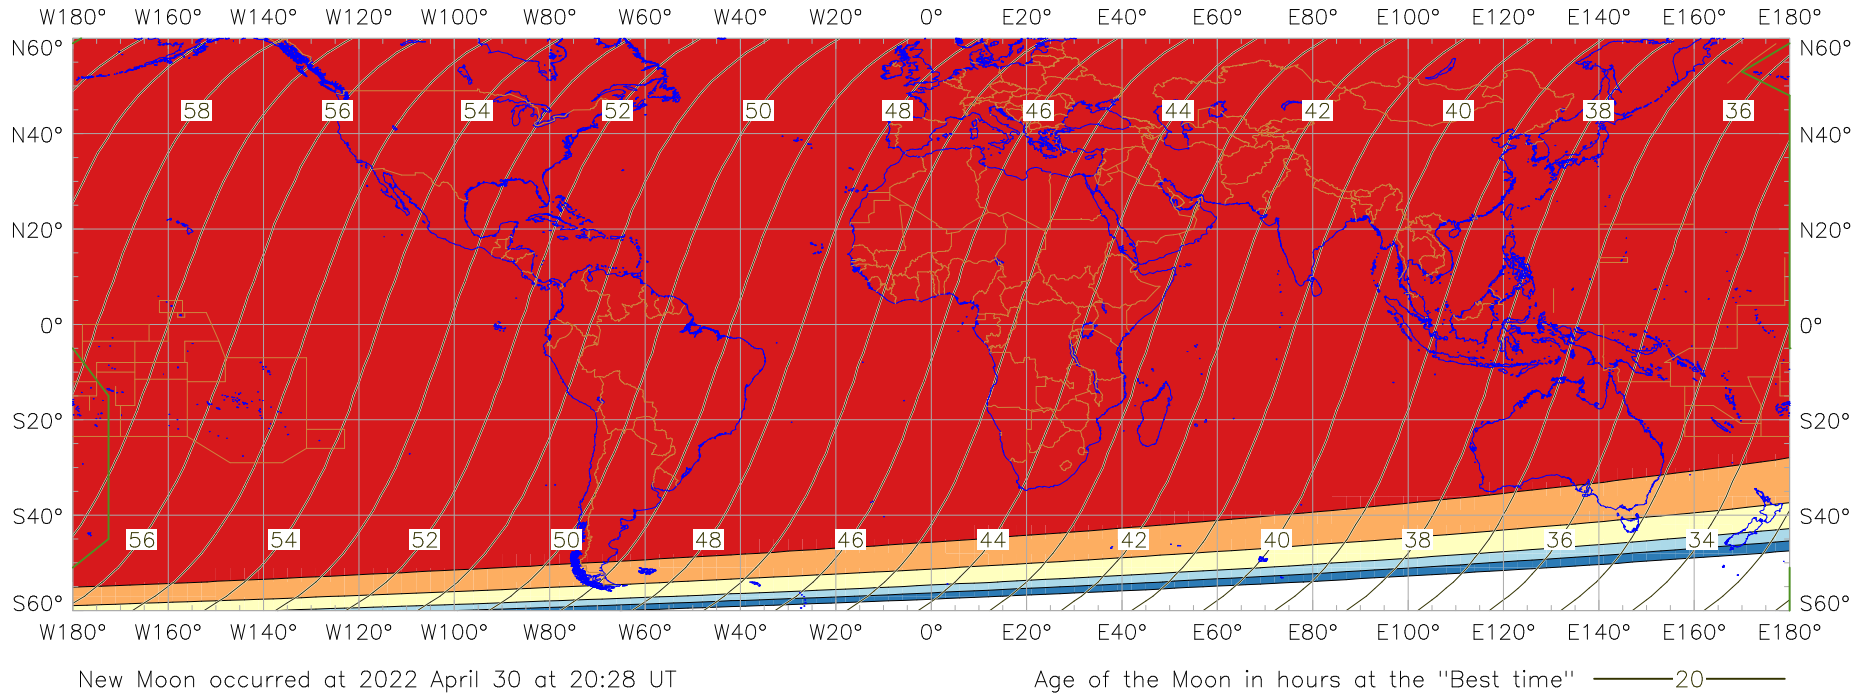 W180° W160° W140° W120° W100° W80° W60° W40° W20° 0° E20° E40° E60° E80° E100° E120° E140° E160° E180°
N60° N60°
58 56 54 52 50 48 46 44 42 40 38 36
N40° N40°
N20° N20°
0° 0°
S20° S20°
S40° S40°
56 54 52 50 48 46 44 42 40 38 36 34
S60° S60°
W180° W160° W140° W120° W100° W80° W60° W40° W20° 0° E20° E40° E60° E80° E100° E120° E140° E160° E180°
New Moon occurred at 2022 April 30 at 20:28 UT Age of the Moon in hours at the "Best time" 20